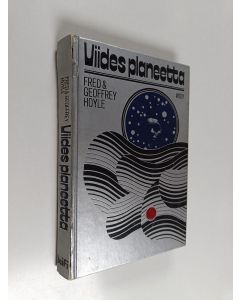 Viides planeetta
FRED &
GEOFFREY
HOYLE
FRED & GEOFFREY
HOYLE
Viides planeetta